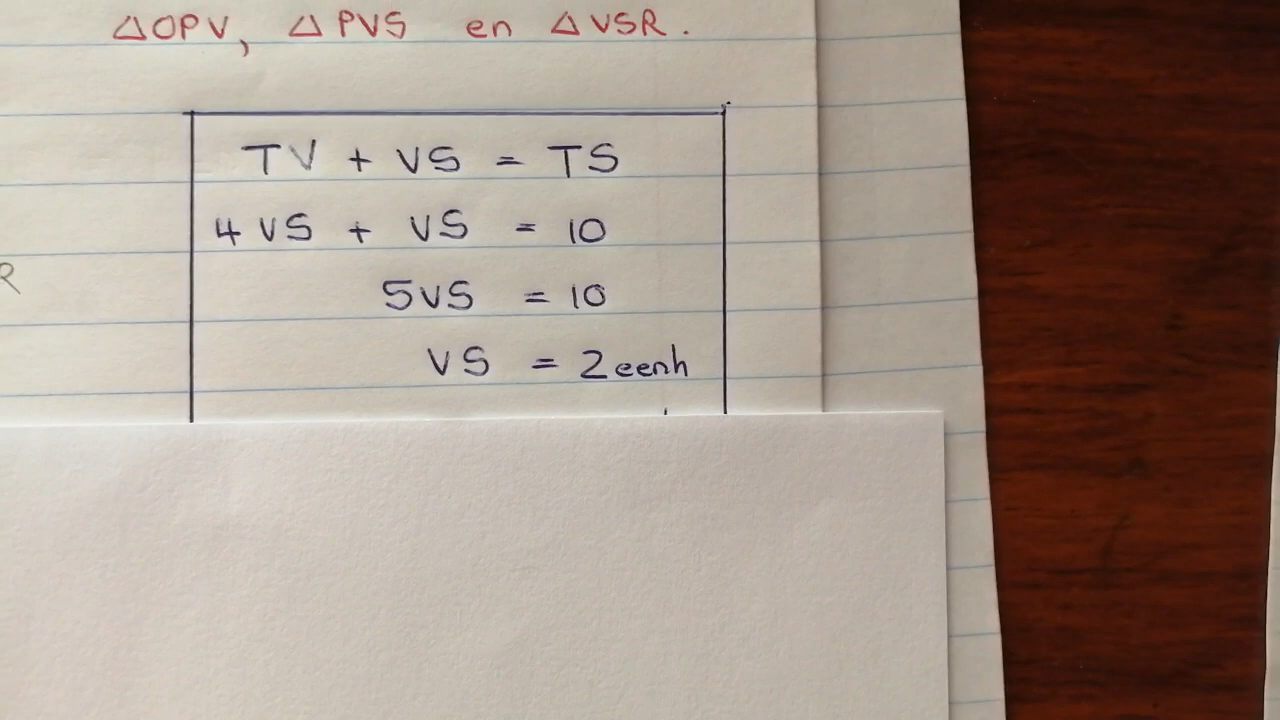 △OPV, △PVS en △VSR.
TV + VS = TS
4VS + VS = 10
R
5VS = 10
VS = 2eenh